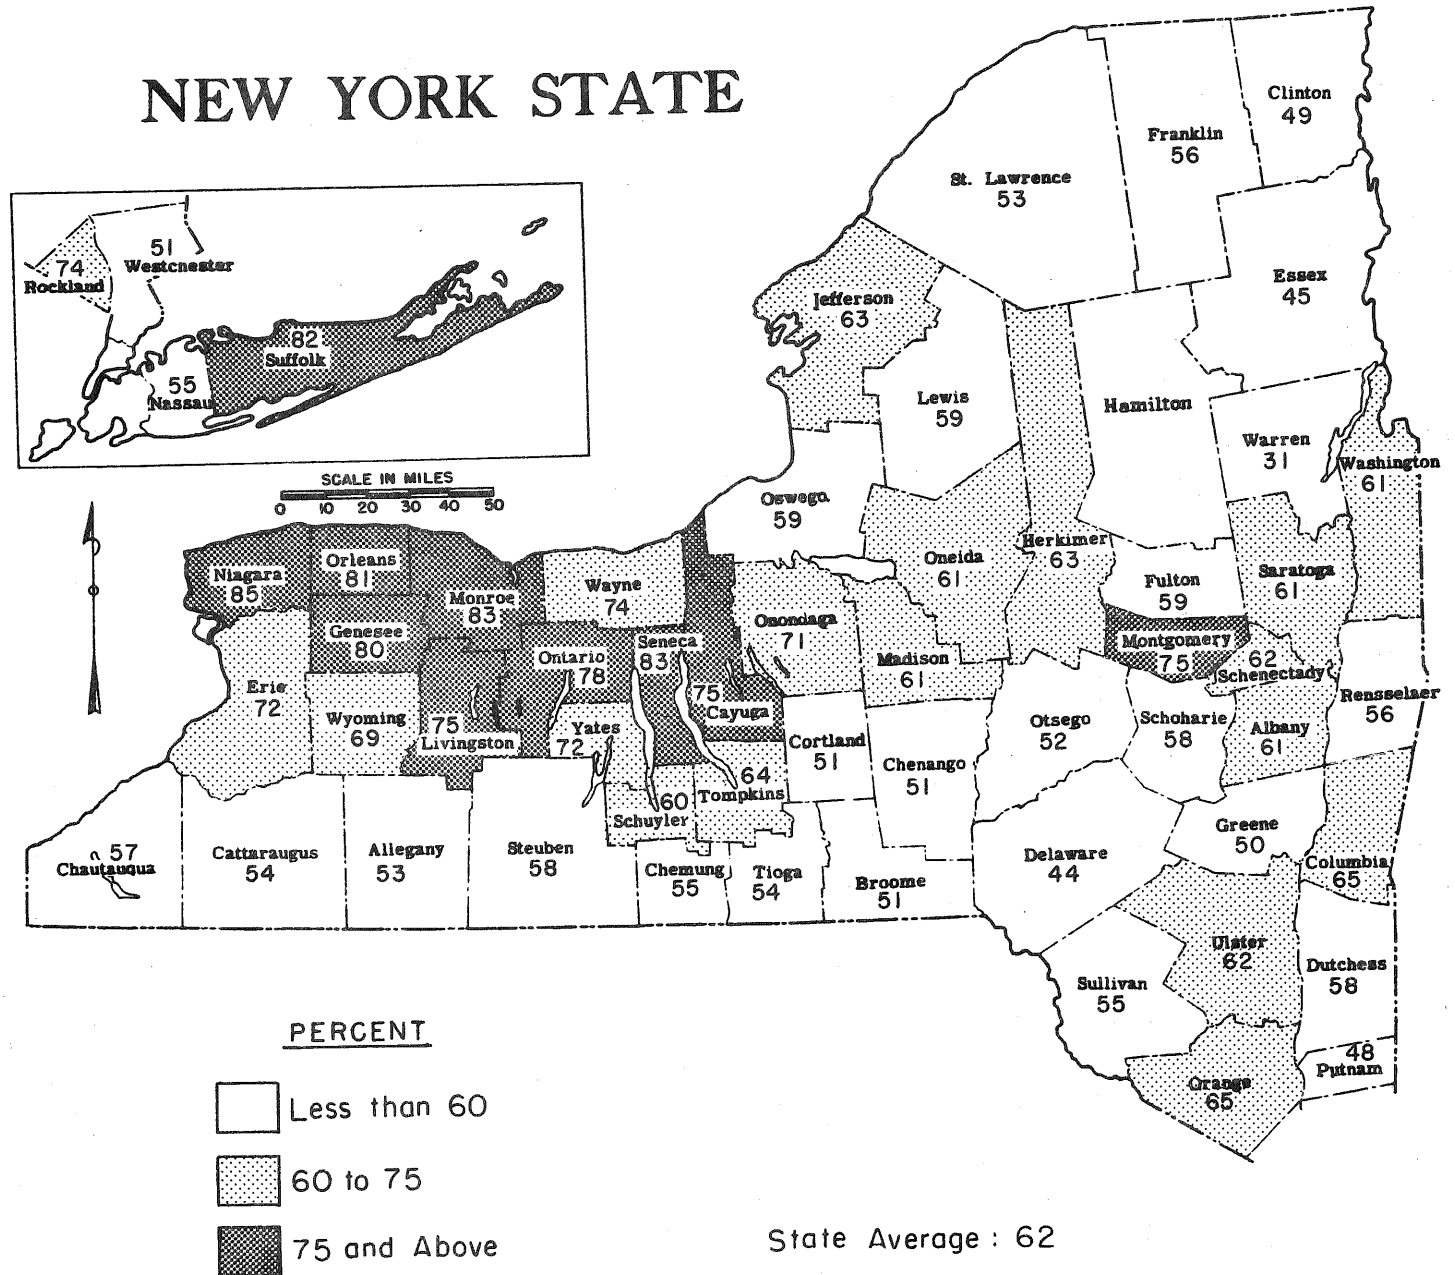 NEW YORK STATE
Clinton
49
Franklin
56
St. Lawrence
53
51
Westchester
74
Rockland
Essex
45
Jefferson
63
82
Suffolk
55
Nassau
Lewis
59
Hamilton
Warren
31
Washington
61
SCALE IN MILES
0 10 20 30 40 50
Oswego
59
Herkimer
63
Oneida
61
Orleans
81
Niagara
85
Monroe
83
Wayne
74
Fulton
59
Saratoga
61
Onondaga
71
Genesee
80
Seneca
83
Ontario
78
Montgomery
75
Madison
61
62
Schenectady
Erie
72
Wyoming
69
75
Livingston
75
Cayuga
Rensselaer
56
Otsego
52
Schoharie
58
Albany
61
Yates
72
Cortland
51
Chenango
51
64
Tompkins
60
Schuyler
Greene
50
57
Chautauqua
Cattaraugus
54
Allegany
53
Steuben
58
Chemung
55
Tioga
54
Broome
51
Delaware
44
Columbia
65
Ulster
62
Dutchess
58
Sullivan
55
48
Putnam
Orange
65
PERCENT
Less than 60
60 to 75
75 and Above
State Average : 62